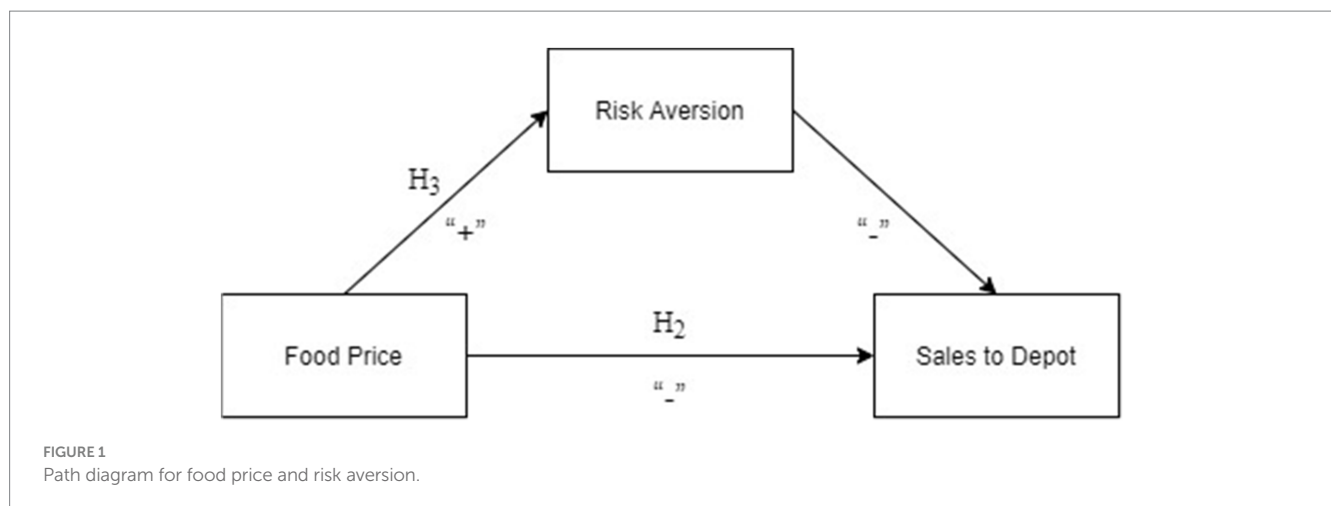 Risk Aversion
H₃
“+”
“-”
H₂
Food Price
Sales to Depot
“-”
FIGURE 1
Path diagram for food price and risk aversion.